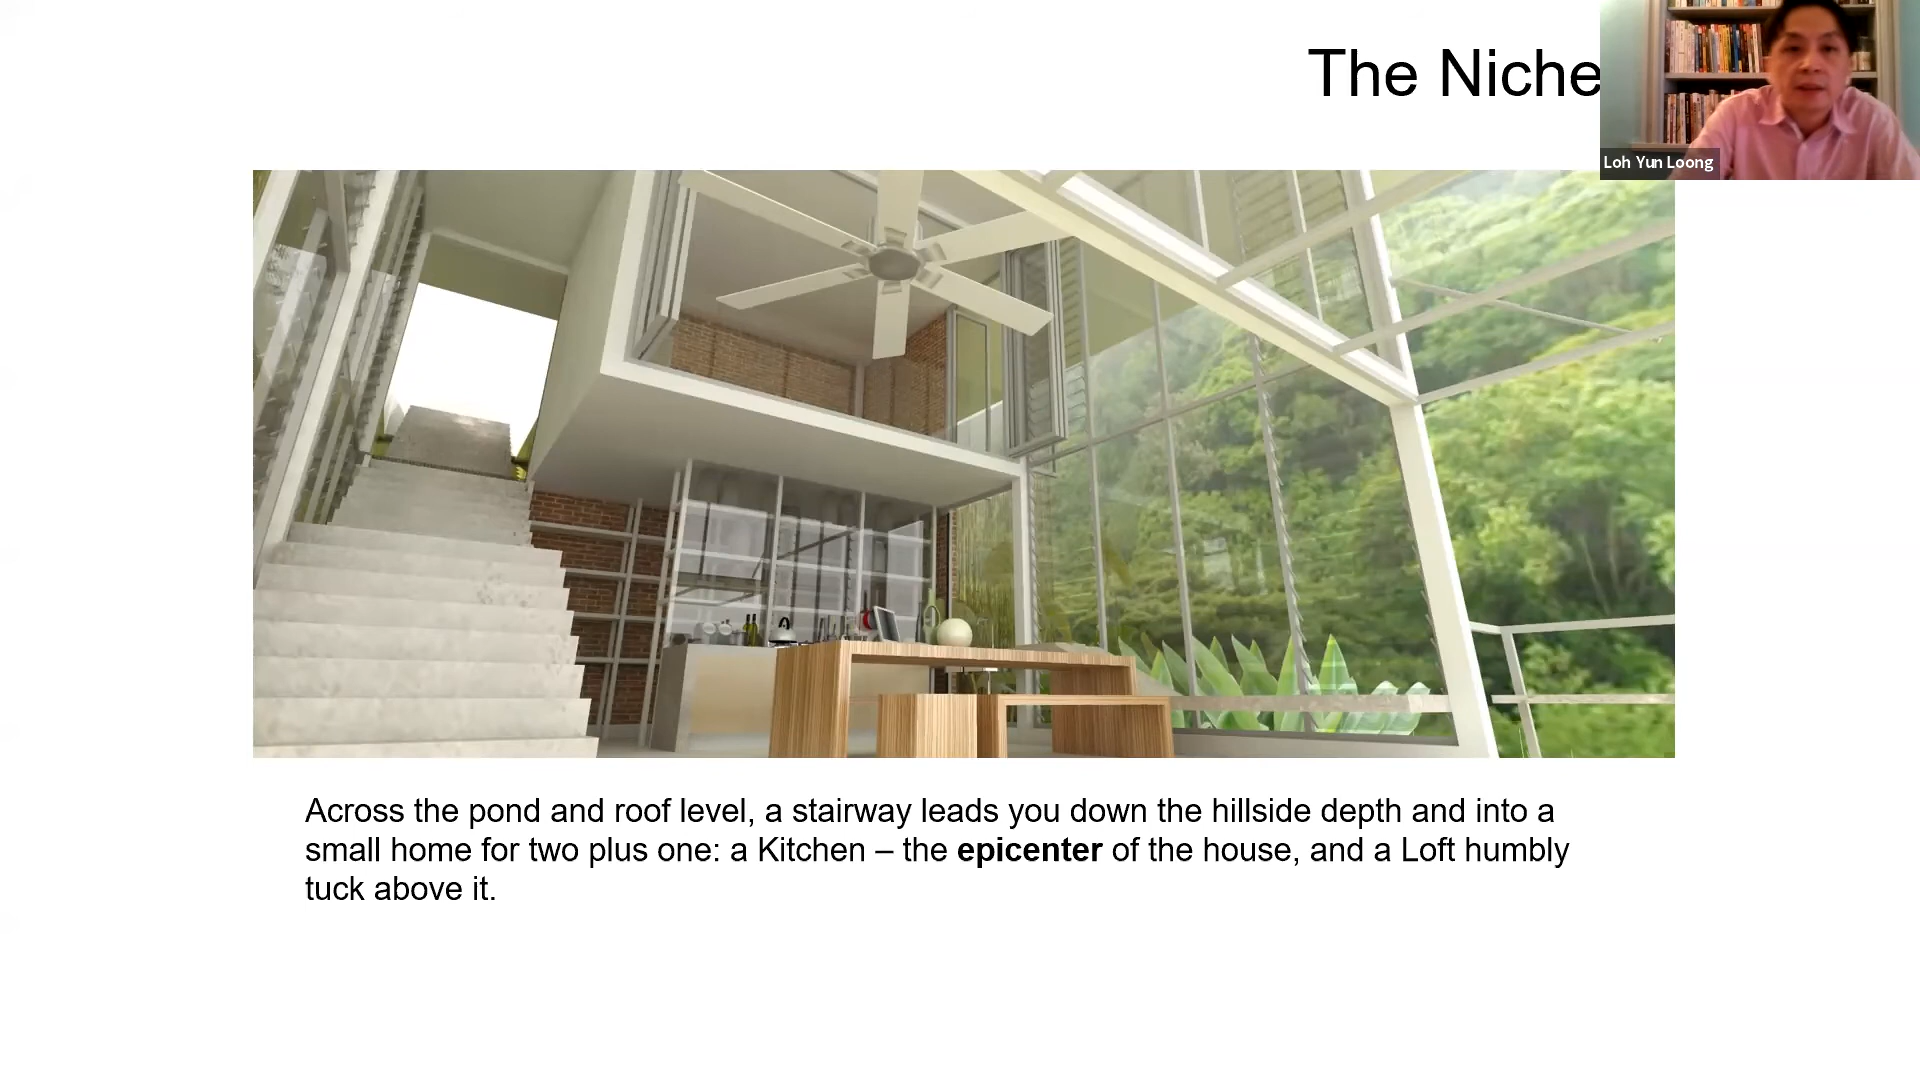 The Niche
Loh Yun Loong
Across the pond and roof level, a stairway leads you down the hillside depth and into a
small home for two plus one: a Kitchen – the epicenter of the house, and a Loft humbly
tuck above it.